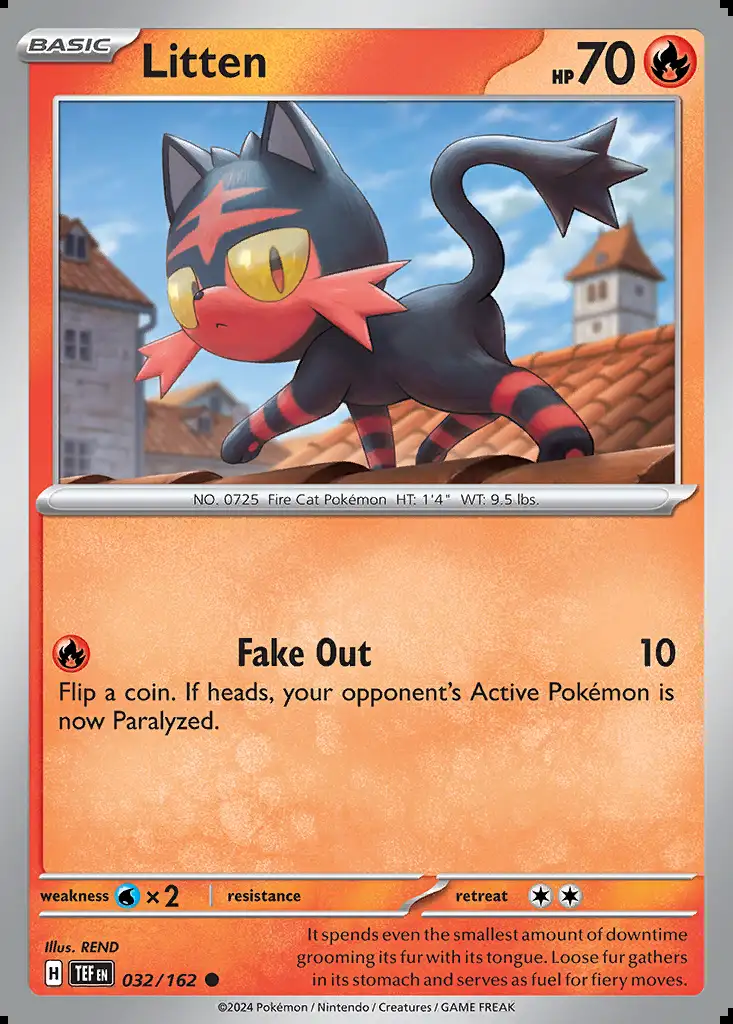 BASIC
Litten
HP 70
NO. 0725 Fire Cat Pokémon HT: 1'4" WT: 9.5 lbs.
Fake Out 10
Flip a coin. If heads, your opponent's Active Pokémon is
now Paralyzed.
weakness ×2 resistance retreat
Illus. REND
It spends even the smallest amount of downtime
grooming its fur with its tongue. Loose fur gathers
in its stomach and serves as fuel for fiery moves.
H TEF EN 032/162
©2024 Pokémon / Nintendo / Creatures / GAME FREAK